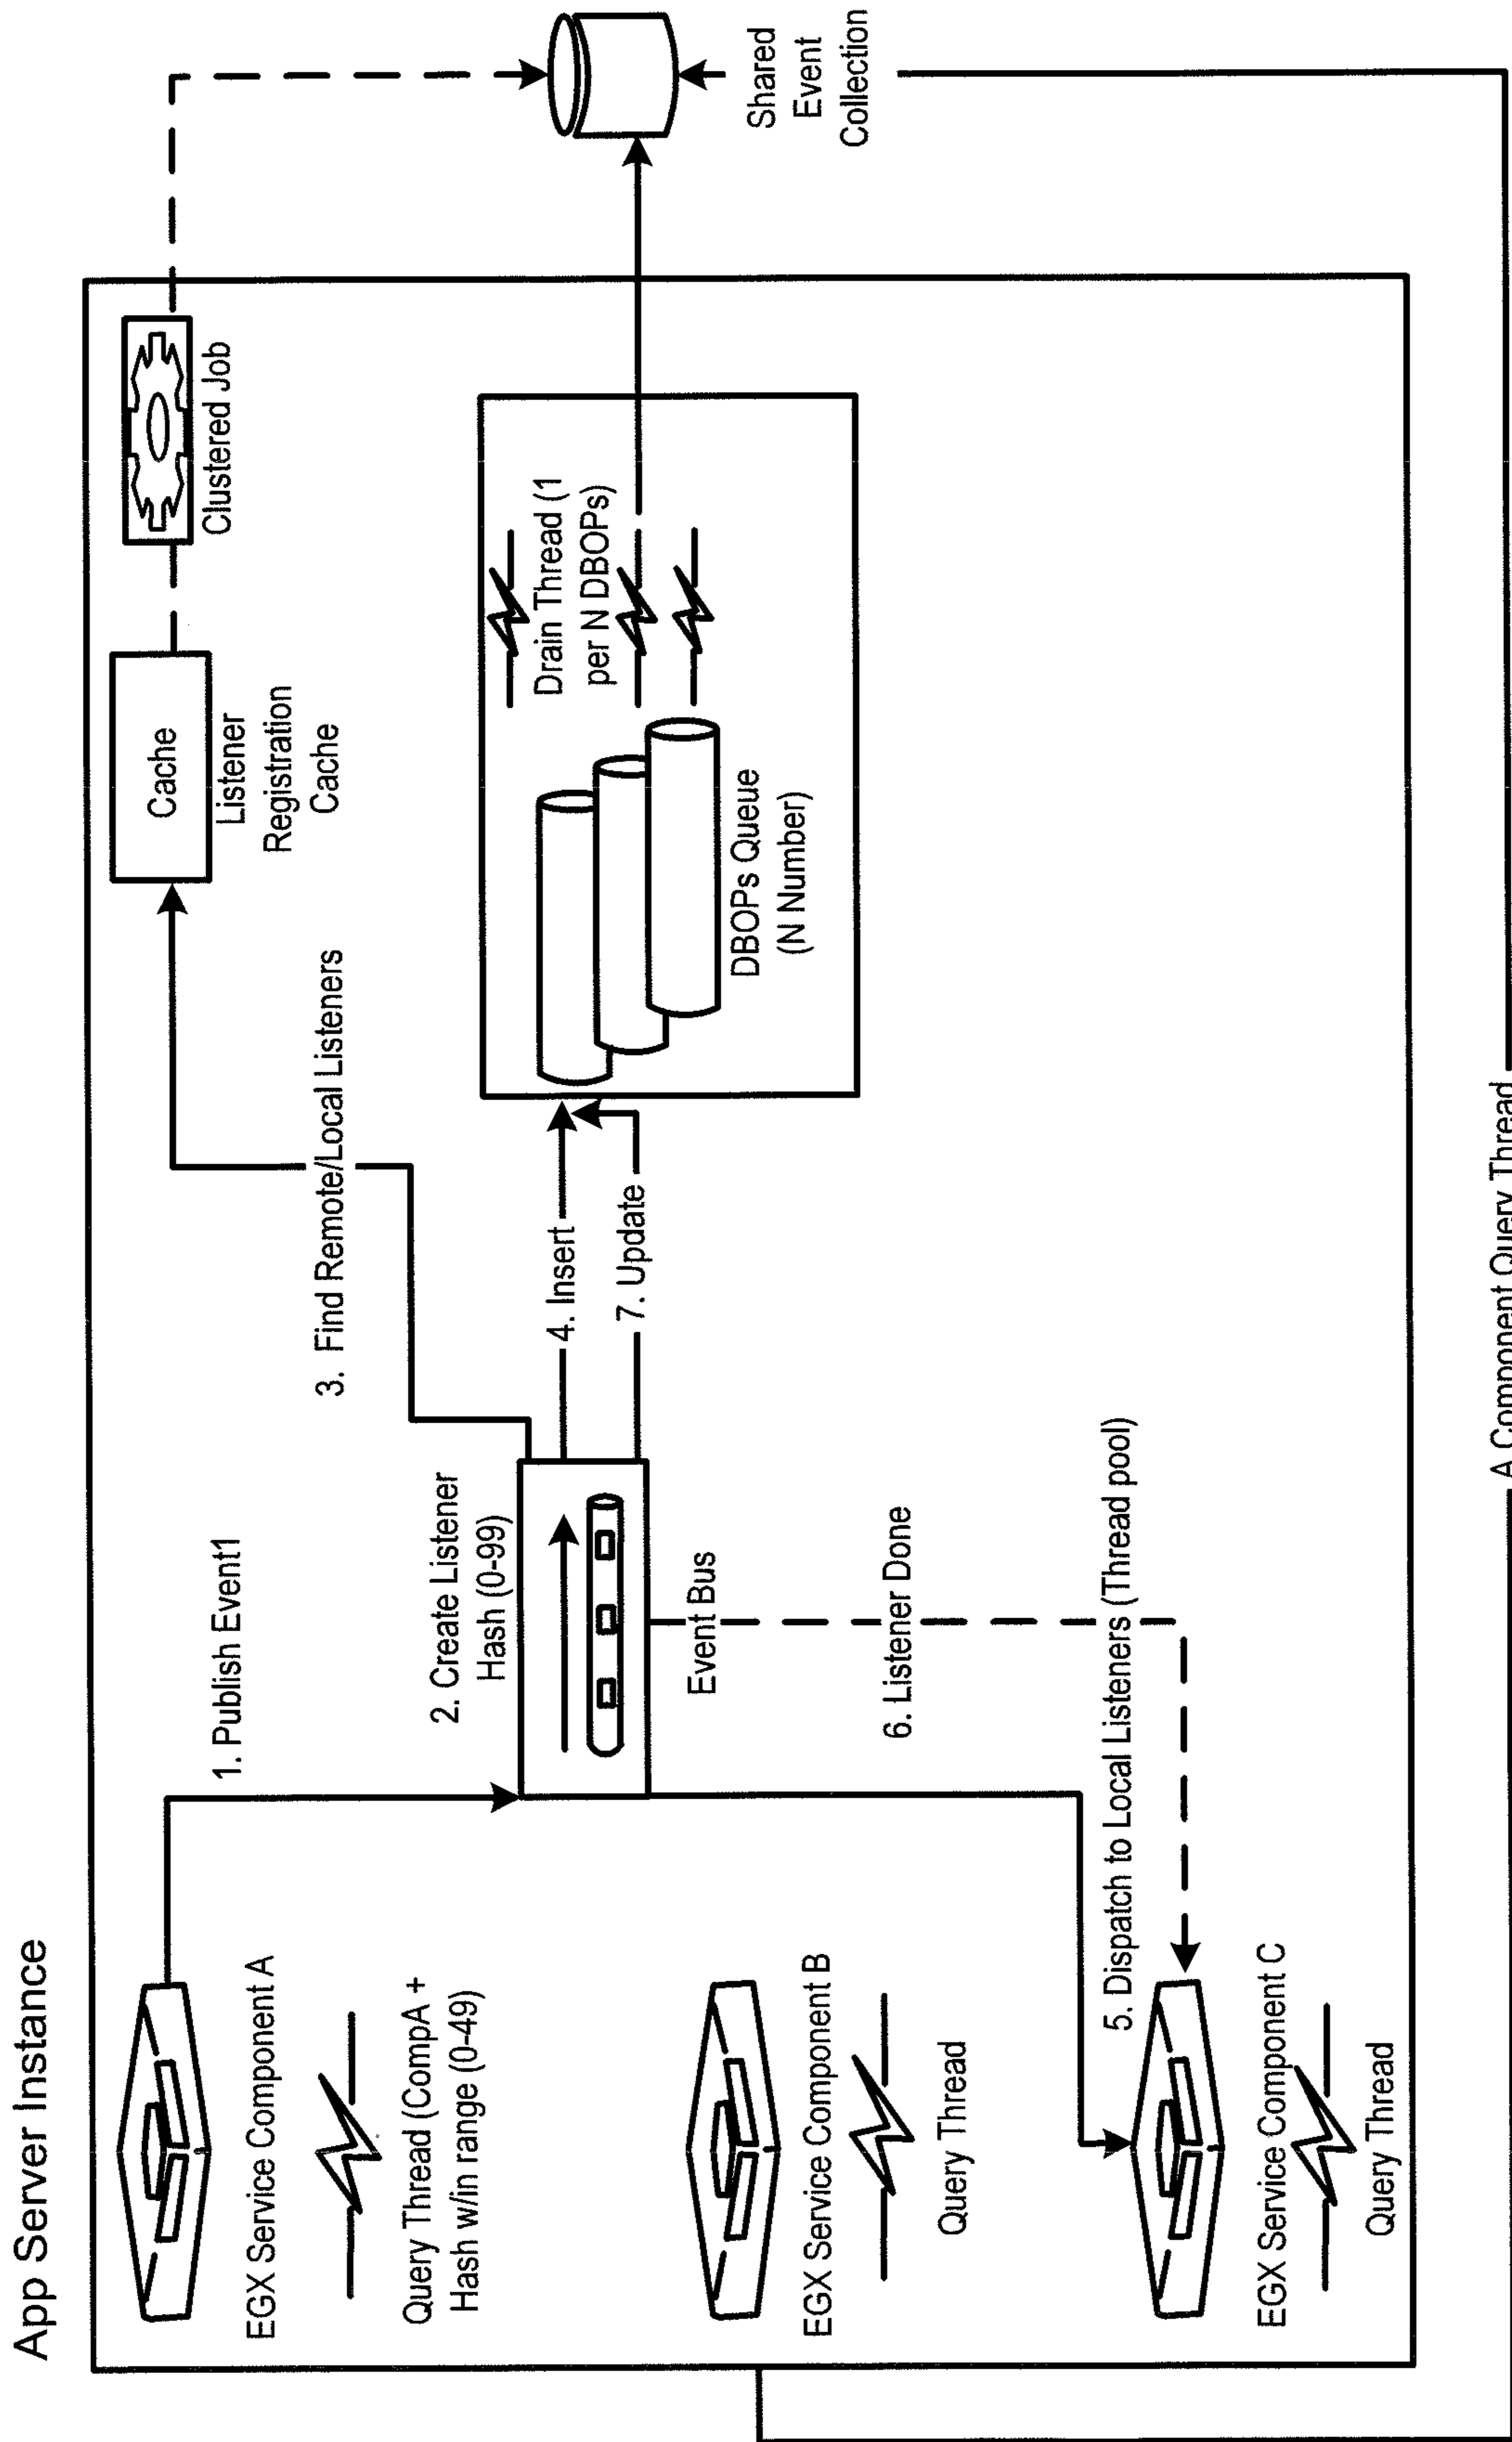 App Server Instance
EGX Service Component A
Query Thread (CompA +
Hash w/in range (0-49)
1. Publish Event1
2. Create Listener
Hash (0-99)
Event Bus
3. Find Remote/Local Listeners
Cache
Listener
Registration
Cache
Clustered Job
4. Insert
7. Update
Drain Thread (1
per N DBOPs)
DBOPs Queue
(N Number)
Shared
Event
Collection
EGX Service Component B
Query Thread
6. Listener Done
5. Dispatch to Local Listeners (Thread pool)
EGX Service Component C
Query Thread
A Component Query Thread